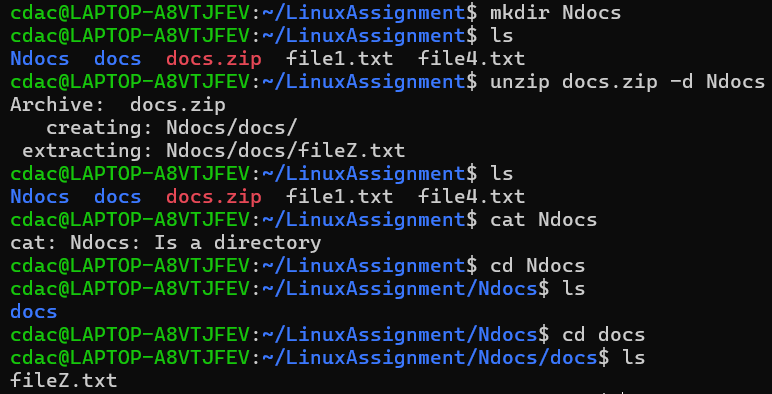 cdac@LAPTOP-A8VTJFEV:~/LinuxAssignment$ mkdir Ndocs
cdac@LAPTOP-A8VTJFEV:~/LinuxAssignment$ ls
Ndocs  docs  docs.zip  file1.txt  file4.txt
cdac@LAPTOP-A8VTJFEV:~/LinuxAssignment$ unzip docs.zip -d Ndocs
Archive:  docs.zip
   creating: Ndocs/docs/
 extracting: Ndocs/docs/fileZ.txt
cdac@LAPTOP-A8VTJFEV:~/LinuxAssignment$ ls
Ndocs  docs  docs.zip  file1.txt  file4.txt
cdac@LAPTOP-A8VTJFEV:~/LinuxAssignment$ cat Ndocs
cat: Ndocs: Is a directory
cdac@LAPTOP-A8VTJFEV:~/LinuxAssignment$ cd Ndocs
cdac@LAPTOP-A8VTJFEV:~/LinuxAssignment/Ndocs$ ls
docs
cdac@LAPTOP-A8VTJFEV:~/LinuxAssignment/Ndocs$ cd docs
cdac@LAPTOP-A8VTJFEV:~/LinuxAssignment/Ndocs/docs$ ls
fileZ.txt